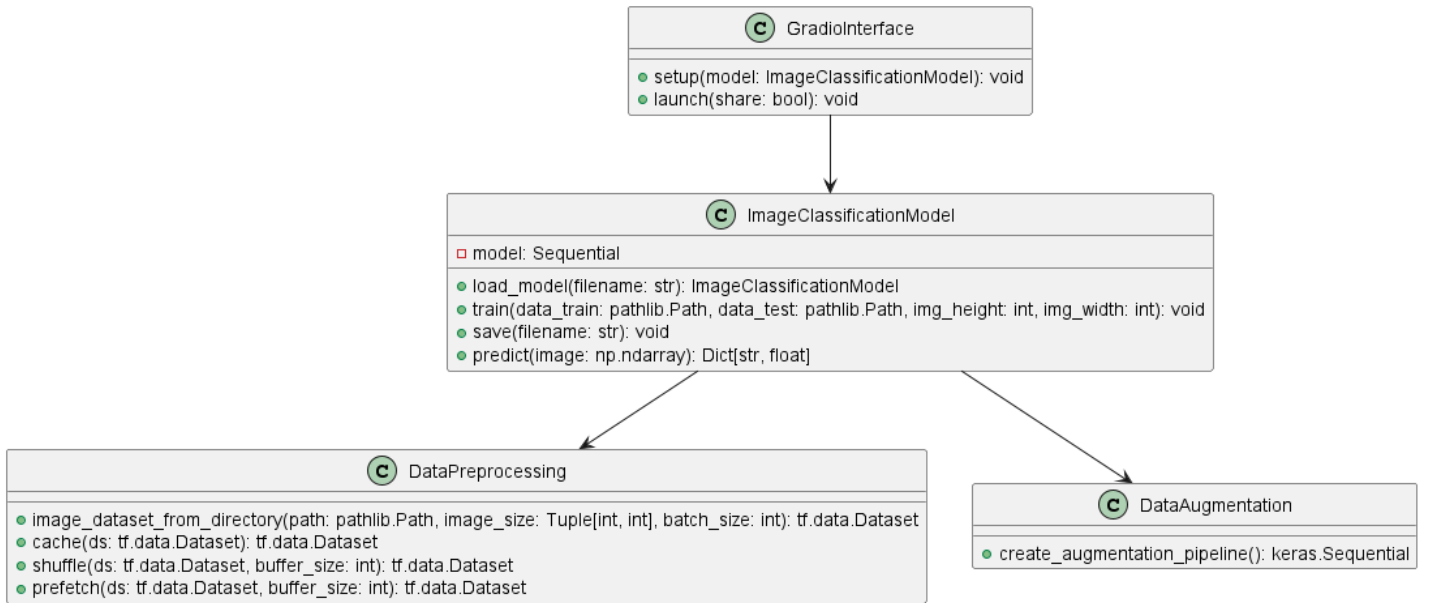 C GradioInterface
setup(model: ImageClassificationModel): void
launch(share: bool): void
C ImageClassificationModel
model: Sequential
load_model(filename: str): ImageClassificationModel
train(data_train: pathlib.Path, data_test: pathlib.Path, img_height: int, img_width: int): void
save(filename: str): void
predict(image: np.ndarray): Dict[str, float]
C DataPreprocessing
image_dataset_from_directory(path: pathlib.Path, image_size: Tuple[int, int], batch_size: int): tf.data.Dataset
cache(ds: tf.data.Dataset): tf.data.Dataset
shuffle(ds: tf.data.Dataset, buffer_size: int): tf.data.Dataset
prefetch(ds: tf.data.Dataset, buffer_size: int): tf.data.Dataset
C DataAugmentation
create_augmentation_pipeline(): keras.Sequential